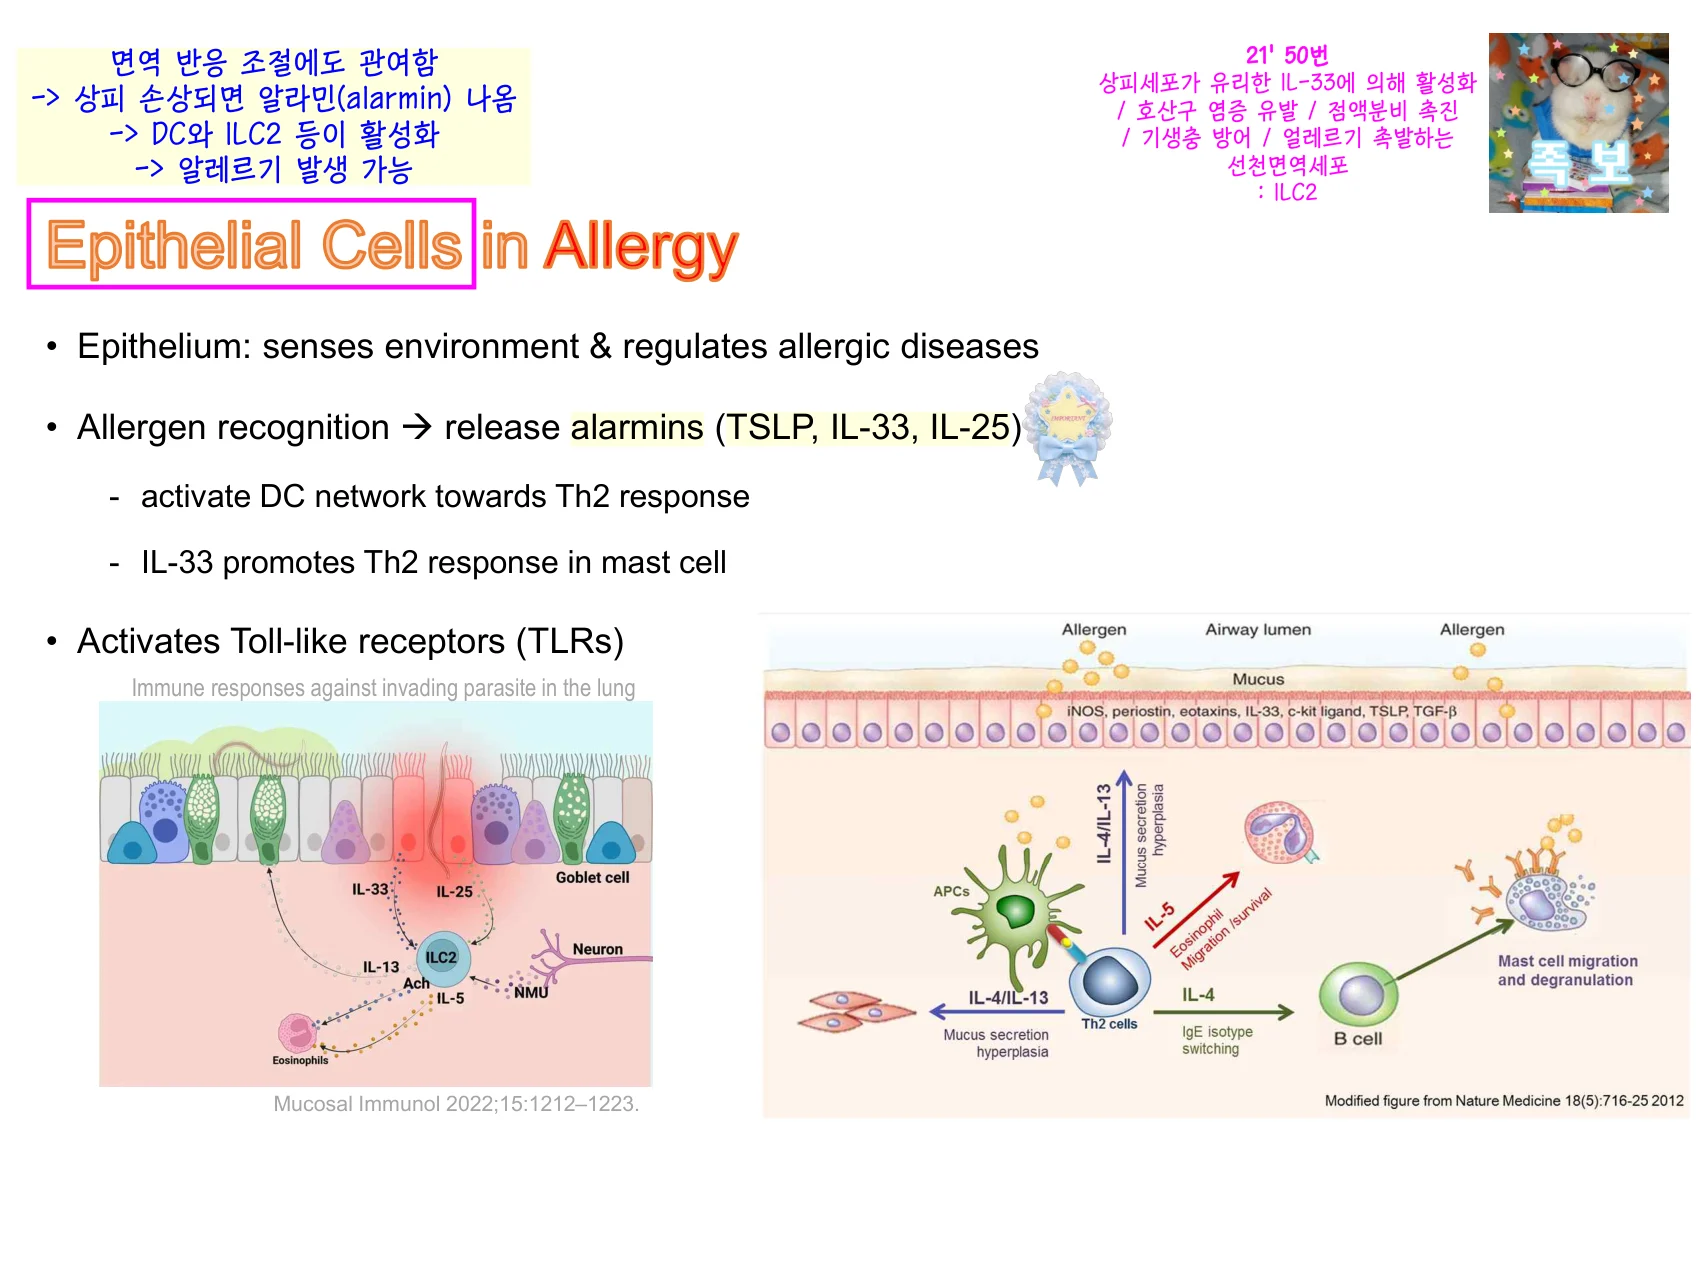 면역 반응 조절에도 관여함
-> 상피 손상되면 알라민(alarmin) 나옴
-> DC와 ILC2 등이 활성화
-> 알레르기 발생 가능
21' 50번
상피세포가 유리한 IL-33에 의해 활성화
/ 호산구 염증 유발 / 점액분비 촉진
/ 기생충 방어 / 얼레르기 촉발하는
선천면역세포
: ILC2
족보
Epithelial Cells in Allergy
• Epithelium: senses environment & regulates allergic diseases
• Allergen recognition → release alarmins (TSLP, IL-33, IL-25)
IMPORTENT
- activate DC network towards Th2 response
- IL-33 promotes Th2 response in mast cell
• Activates Toll-like receptors (TLRs)
Immune responses against invading parasite in the lung
Goblet cell
IL-33
IL-25
ILC2
Neuron
IL-13
Ach
IL-5
NMU
Eosinophils
Mucosal Immunol 2022;15:1212–1223.
Allergen
Airway lumen
Allergen
Mucus
iNOS, periostin, eotaxins, IL-33, c-kit ligand, TSLP, TGF-β
IL-4/IL-13
Mucus secretion
hyperplasia
APCs
IL-5
Eosinophil
Migration /survival
Mast cell migration
and degranulation
IL-4/IL-13
Mucus secretion
hyperplasia
Th2 cells
IL-4
IgE isotype
switching
B cell
Modified figure from Nature Medicine 18(5):716-25 2012